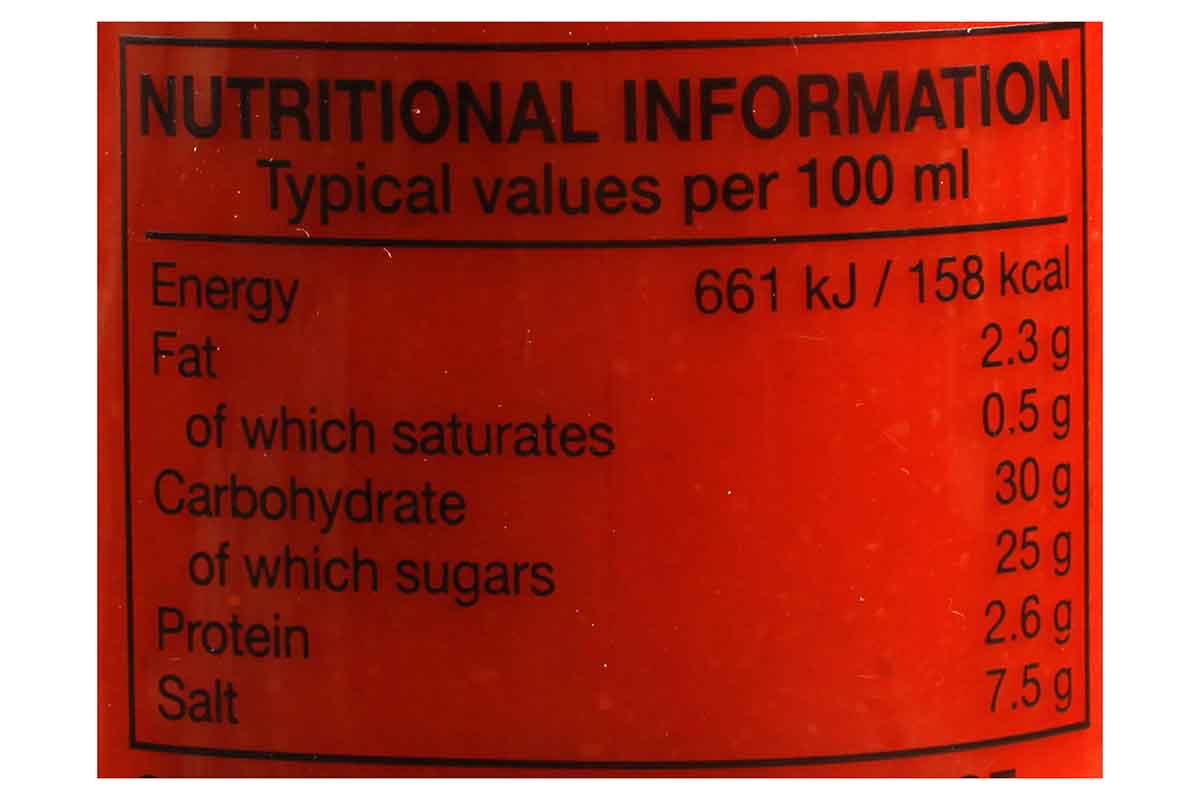 NUTRITIONAL INFORMATION
Typical values per 100 ml
Energy 661 kJ / 158 kcal
Fat 2.3 g
of which saturates 0.5 g
Carbohydrate 30 g
of which sugars 25 g
Protein 2.6 g
Salt 7.5 g